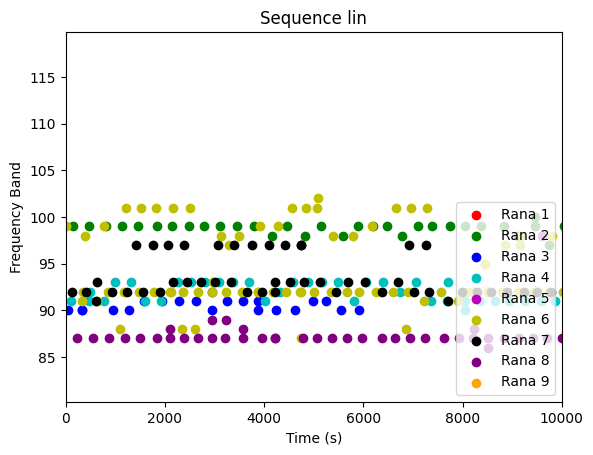 Sequence lin
115
110
105
100
95
90
85
Frequency Band
0
2000
4000
6000
8000
10000
Time (s)
Rana 1
Rana 2
Rana 3
Rana 4
Rana 5
Rana 6
Rana 7
Rana 8
Rana 9